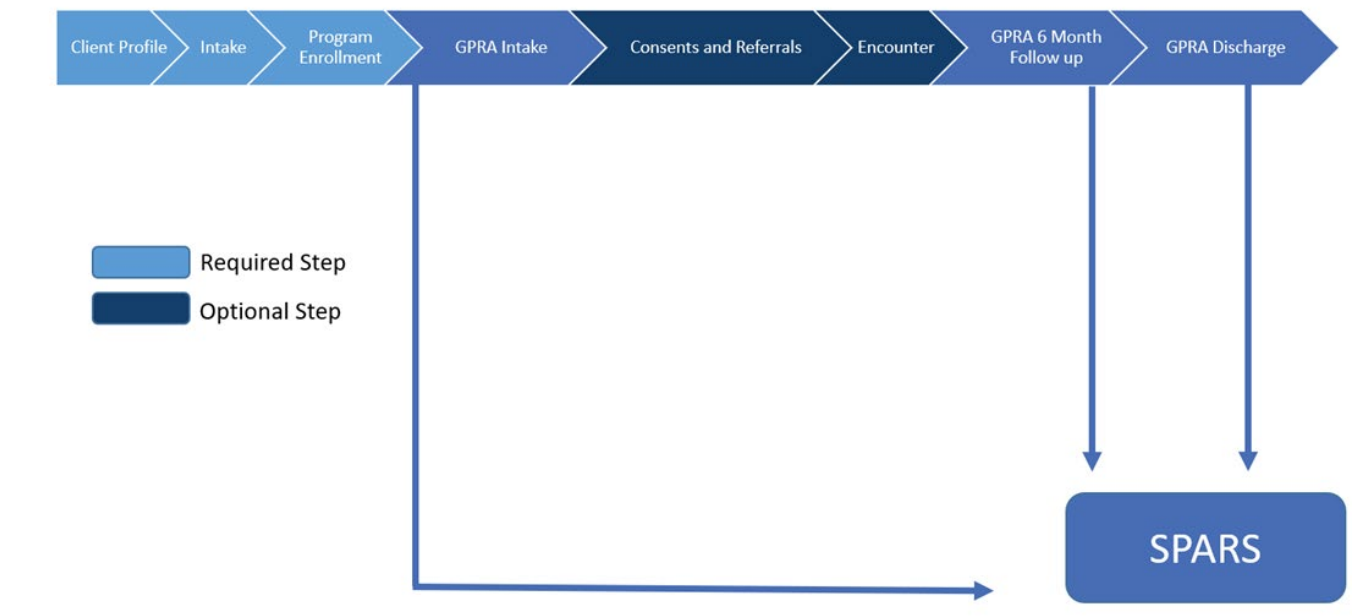 Client Profile
Intake
Program
Enrollment
GPRA Intake
Consents and Referrals
Encounter
GPRA 6 Month
Follow up
GPRA Discharge
Required Step
Optional Step
SPARS